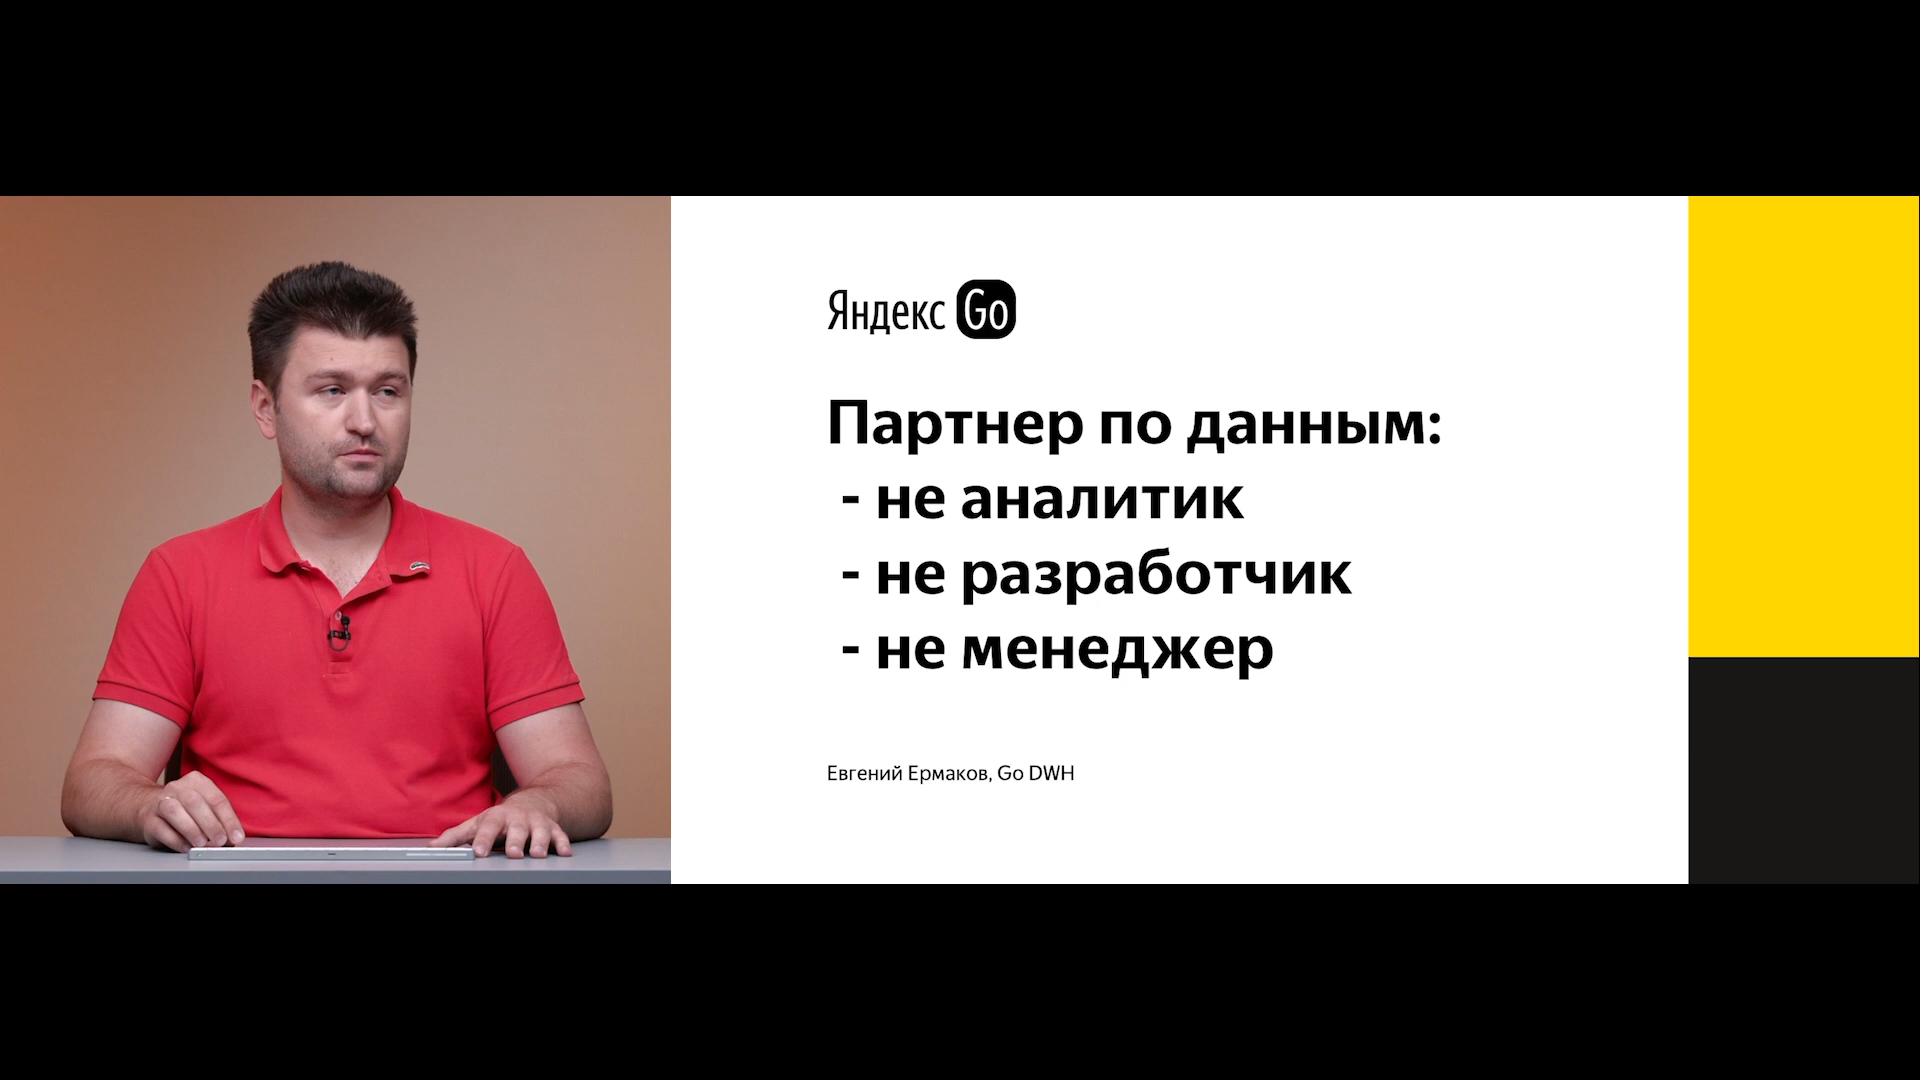 Яндекс Go
Партнер по данным:
- не аналитик
- не разработчик
- не менеджер
Евгений Ермаков, Go DWH